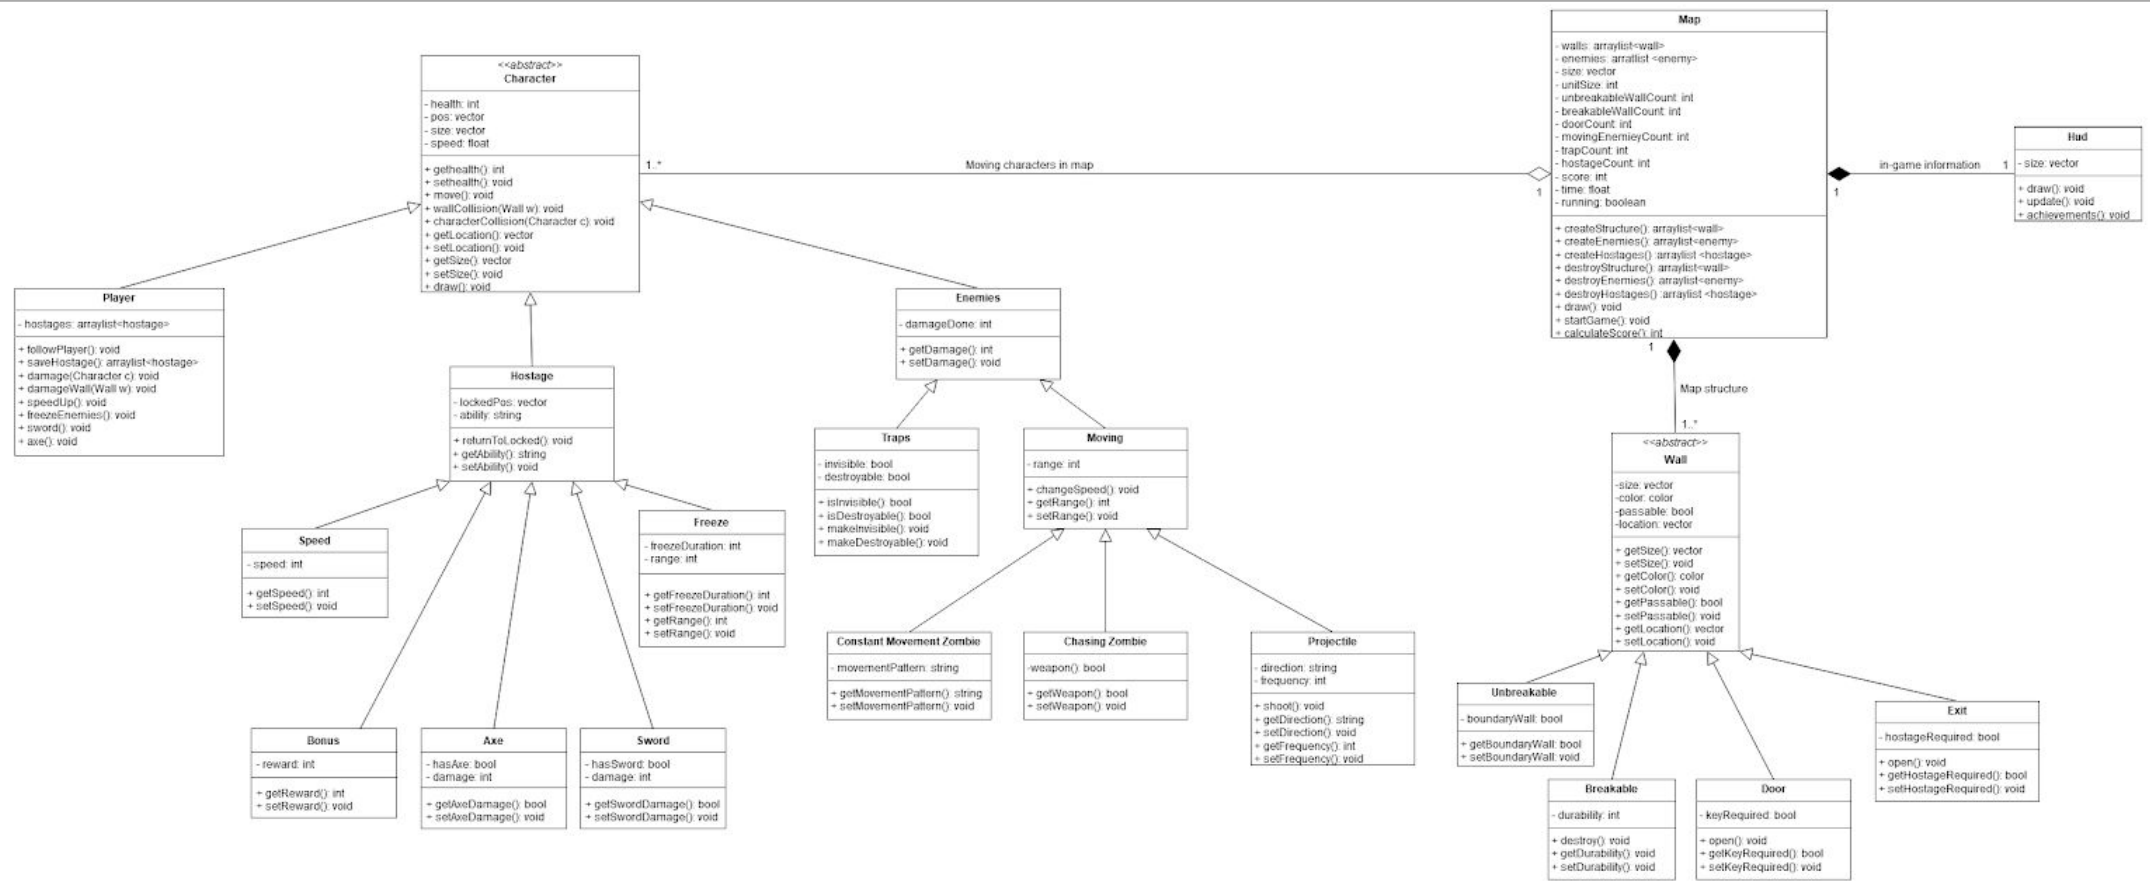 <<abstract>>
Character
- health: int
- pos: vector
- size: vector
- speed: float
+ gethealth(): int
+ sethealth(): void
+ move(): void
+ wallCollision(Wall w): void
+ characterCollision(Character c): void
+ getLocation(): vector
+ setLocation(): void
+ getSize(): vector
+ setSize(): void
+ draw(): void
1..*
Moving characters in map
1
Map
- walls: arraylist<wall>
- enemies: arratlist <enemy>
- size: vector
- unitSize: int
- unbreakableWallCount: int
- breakableWallCount: int
- doorCount: int
- movingEnemieyCount: int
- trapCount: int
- hostageCount: int
- score: int
- time: float
- running: boolean
+ createStructure(): arraylist<wall>
+ createEnemies(): arraylist<enemy>
+ createHostages() :arraylist <hostage>
+ destroyStructure(): arraylist<wall>
+ destroyEnemies(): arraylist<enemy>
+ destroyHostages() :arraylist <hostage>
+ draw(): void
+ startGame(): void
+ calculateScore(): int
1
in-game information
1
Hud
- size: vector
+ draw(): void
+ update(): void
+ achievements(): void
Player
- hostages: arraylist<hostage>
+ followPlayer(): void
+ saveHostage(): arraylist<hostage>
+ damage(Character c): void
+ damageWall(Wall w): void
+ speedUp(): void
+ freezeEnemies(): void
+ sword(): void
+ axe(): void
Hostage
- lockedPos: vector
- ability: string
+ returnToLocked(): void
+ getAbility(): string
+ setAbility(): void
Enemies
- damageDone: int
+ getDamage(): int
+ setDamage(): void
Traps
- invisible: bool
- destroyable: bool
+ isInvisible(): bool
+ isDestroyable(): bool
+ makeInvisible(): void
+ makeDestroyable(): void
Moving
- range: int
+ changeSpeed(): void
+ getRange(): int
+ setRange(): void
1
Map structure
1..*
<<abstract>>
Wall
-size: vector
-color: color
-passable: bool
-location: vector
+ getSize(): vector
+ setSize(): void
+ getColor(): color
+ setColor(): void
+ getPassable(): bool
+ setPassable(): void
+ getLocation(): vector
+ setLocation(): void
Speed
- speed: int
+ getSpeed(): int
+ setSpeed(): void
Freeze
- freezeDuration: int
- range: int
+ getFreezeDuration(): int
+ setFreezeDuration(): void
+ getRange(): int
+ setRange(): void
Constant Movement Zombie
- movementPattern: string
+ getMovementPattern(): string
+ setMovementPattern(): void
Chasing Zombie
-weapon(): bool
+ getWeapon(): bool
+ setWeapon(): void
Projectile
- direction: string
- frequency: int
+ shoot(): void
+ getDirection(): string
+ setDirection(): void
+ getFrequency(): int
+ setFrequency(): void
Bonus
- reward: int
+ getReward(): int
+ setReward(): void
Axe
- hasAxe: bool
- damage: int
+ getAxeDamage(): bool
+ setAxeDamage(): void
Sword
- hasSword: bool
- damage: int
+ getSwordDamage(): bool
+ setSwordDamage(): void
Unbreakable
- boundaryWall: bool
+ getBoundaryWall: bool
+ setBoundaryWall: void
Exit
- hostageRequired: bool
+ open(): void
+ getHostageRequired(): bool
+ setHostageRequired(): void
Breakable
- durability: int
+ destroy(): void
+ getDurability(): void
+ setDurability(): void
Door
- keyRequired: bool
+ open(): void
+ getKeyRequired(): bool
+ setKeyRequired(): void